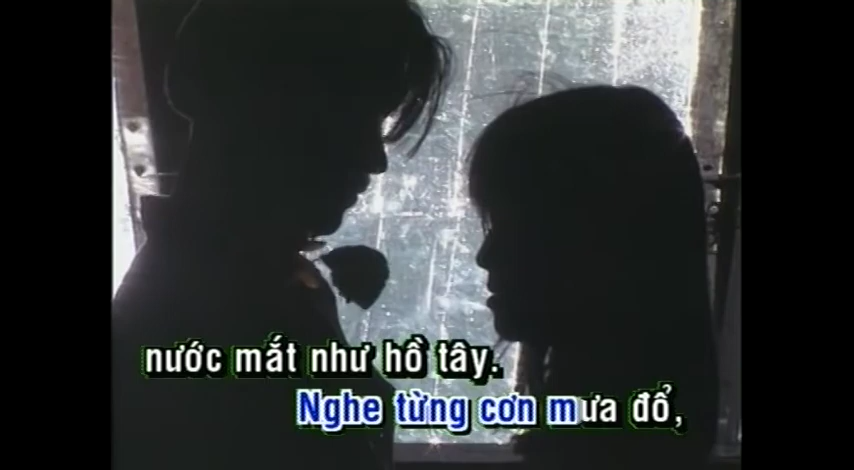 nước mắt như hồ tây.
Nghe từng cơn mưa đổ,